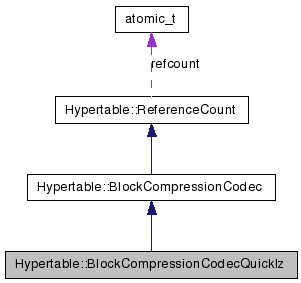 atomic_t
refcount
Hypertable::ReferenceCount
Hypertable::BlockCompressionCodec
Hypertable::BlockCompressionCodecQuicklz